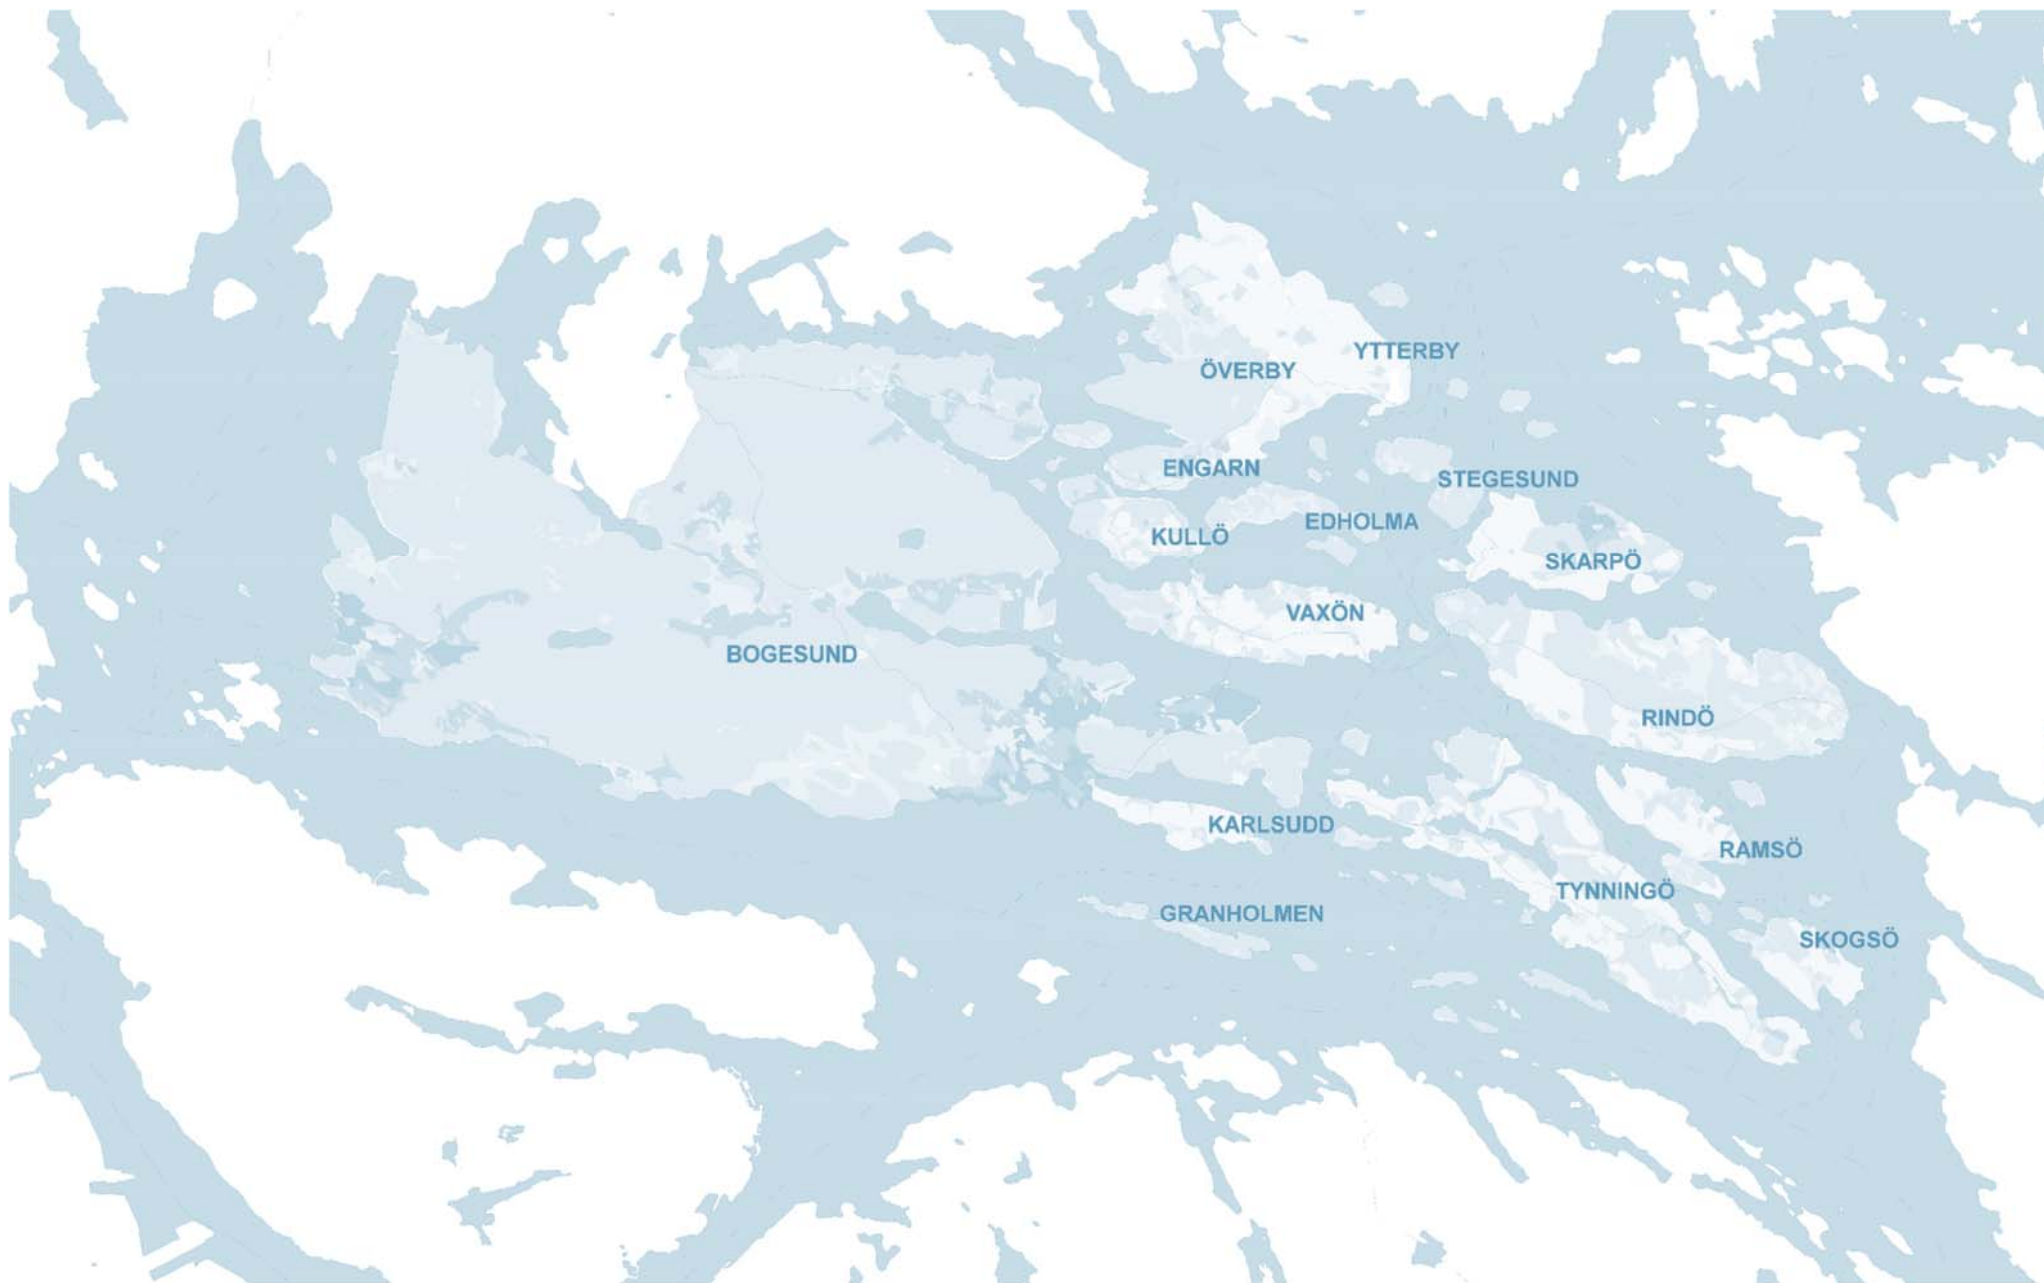 YTTERBY
ÖVERBY
ENGARN
STEGESUND
EDHOLMA
KULLÖ
SKARPÖ
VAXÖN
BOGESUND
RINDÖ
KARLSUDD
RAMSÖ
TYNNINGÖ
GRANHOLMEN
SKOGSÖ